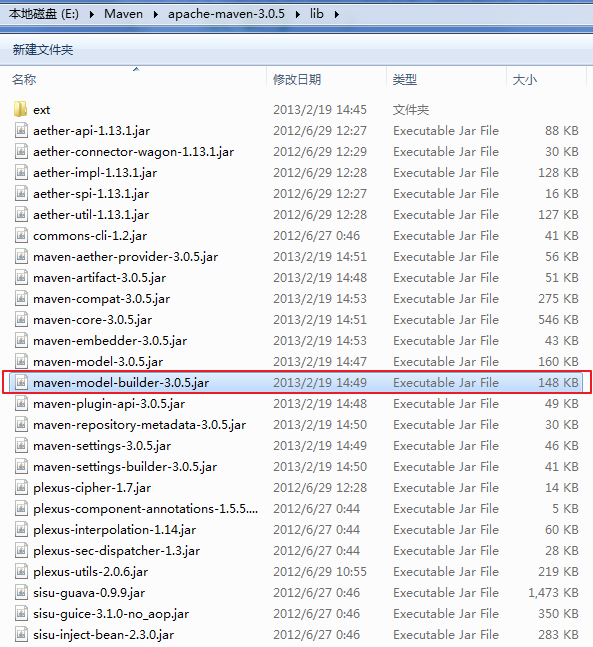 本地磁盘 (E:) Maven apache-maven-3.0.5 lib
新建文件夹
名称 修改日期 类型 大小
ext 2013/2/19 14:45 文件夹
aether-api-1.13.1.jar 2012/6/29 12:27 Executable Jar File 88 KB
aether-connector-wagon-1.13.1.jar 2012/6/29 12:29 Executable Jar File 30 KB
aether-impl-1.13.1.jar 2012/6/29 12:28 Executable Jar File 128 KB
aether-spi-1.13.1.jar 2012/6/29 12:27 Executable Jar File 16 KB
aether-util-1.13.1.jar 2012/6/29 12:28 Executable Jar File 127 KB
commons-cli-1.2.jar 2012/6/27 0:46 Executable Jar File 41 KB
maven-aether-provider-3.0.5.jar 2013/2/19 14:51 Executable Jar File 56 KB
maven-artifact-3.0.5.jar 2013/2/19 14:48 Executable Jar File 51 KB
maven-compat-3.0.5.jar 2013/2/19 14:53 Executable Jar File 275 KB
maven-core-3.0.5.jar 2013/2/19 14:51 Executable Jar File 546 KB
maven-embedder-3.0.5.jar 2013/2/19 14:53 Executable Jar File 43 KB
maven-model-3.0.5.jar 2013/2/19 14:47 Executable Jar File 160 KB
maven-model-builder-3.0.5.jar 2013/2/19 14:49 Executable Jar File 148 KB
maven-plugin-api-3.0.5.jar 2013/2/19 14:48 Executable Jar File 49 KB
maven-repository-metadata-3.0.5.jar 2013/2/19 14:50 Executable Jar File 30 KB
maven-settings-3.0.5.jar 2013/2/19 14:49 Executable Jar File 46 KB
maven-settings-builder-3.0.5.jar 2013/2/19 14:50 Executable Jar File 41 KB
plexus-cipher-1.7.jar 2012/6/29 12:28 Executable Jar File 14 KB
plexus-component-annotations-1.5.5.... 2012/6/27 0:44 Executable Jar File 5 KB
plexus-interpolation-1.14.jar 2012/6/27 0:44 Executable Jar File 60 KB
plexus-sec-dispatcher-1.3.jar 2012/6/27 0:44 Executable Jar File 28 KB
plexus-utils-2.0.6.jar 2012/6/29 10:55 Executable Jar File 219 KB
sisu-guava-0.9.9.jar 2012/6/27 0:46 Executable Jar File 1,473 KB
sisu-guice-3.1.0-no_aop.jar 2012/6/27 0:46 Executable Jar File 350 KB
sisu-inject-bean-2.3.0.jar 2012/6/27 0:46 Executable Jar File 283 KB